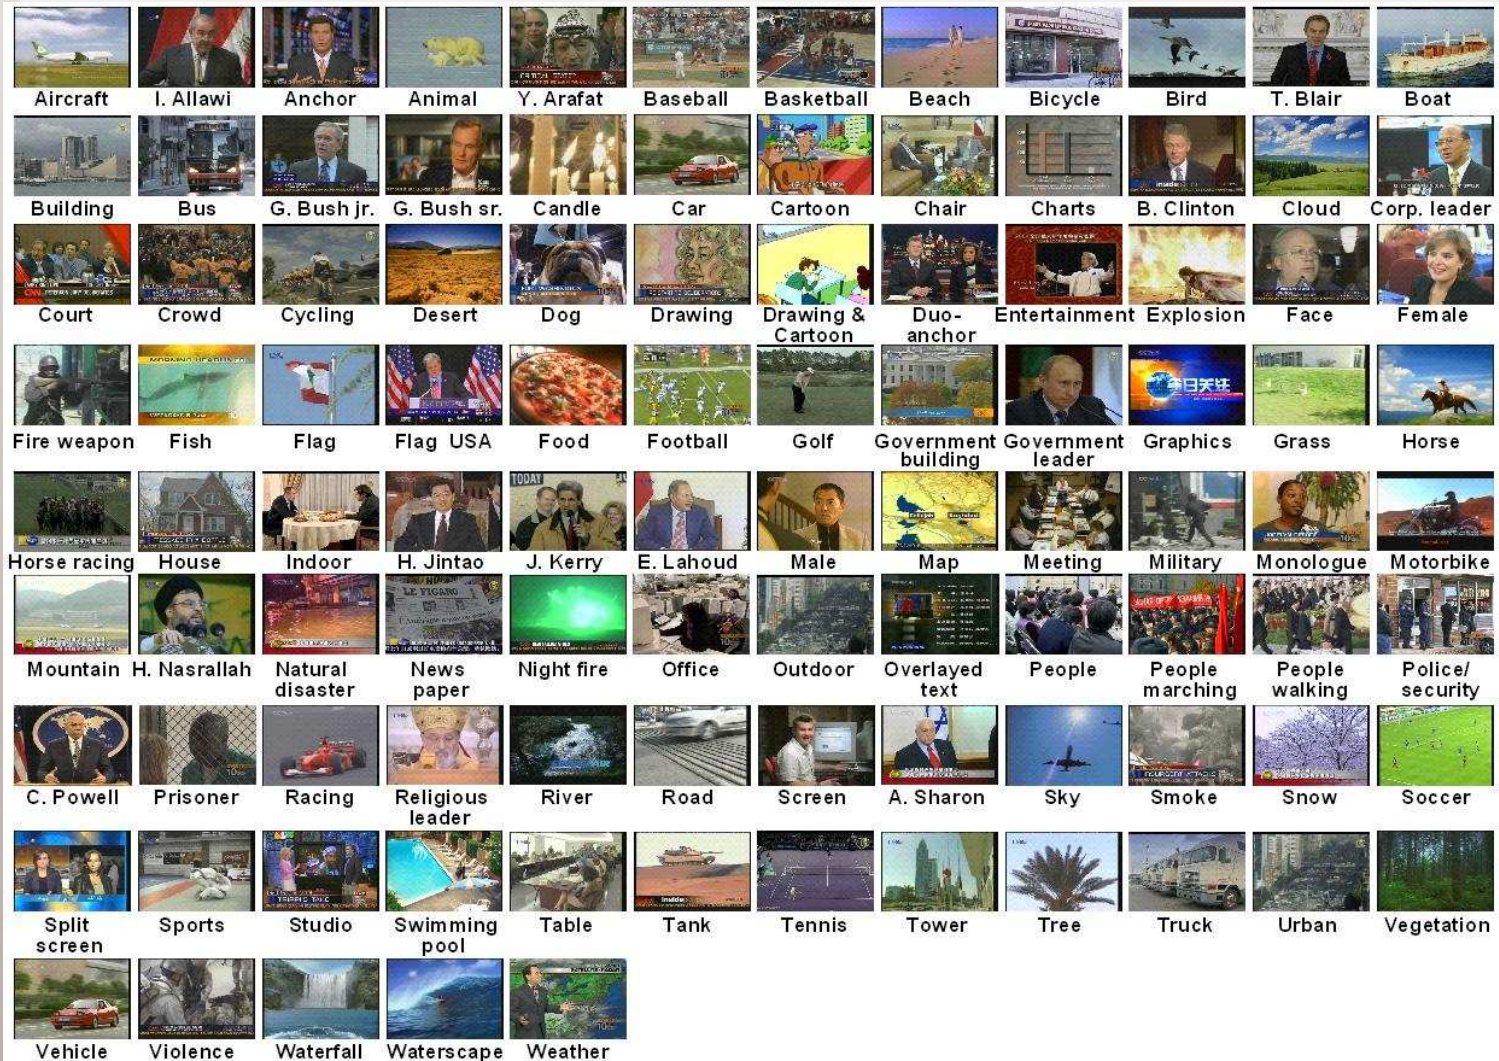 Aircraft I. Allawi Anchor Animal Y. Arafat Baseball Basketball Beach Bicycle Bird T. Blair Boat
Building Bus G. Bush jr. G. Bush sr. Candle Car Cartoon Chair Charts B. Clinton Cloud Corp. leader
Court Crowd Cycling Desert Dog Drawing Drawing & Duo- Entertainment Explosion Face Female
Cartoon anchor
Fire weapon Fish Flag Flag USA Food Football Golf Government Government Graphics Grass Horse
building leader
Horse racing House Indoor H. Jintao J. Kerry E. Lahoud Male Map Meeting Military Monologue Motorbike
Mountain H. Nasrallah Natural News Night fire Office Outdoor Overlayed People People People Police/
disaster paper text marching walking security
C. Powell Prisoner Racing Religious River Road Screen A. Sharon Sky Smoke Snow Soccer
leader
Split Sports Studio Swimming Table Tank Tennis Tower Tree Truck Urban Vegetation
screen pool
Vehicle Violence Waterfall Waterscape Weather